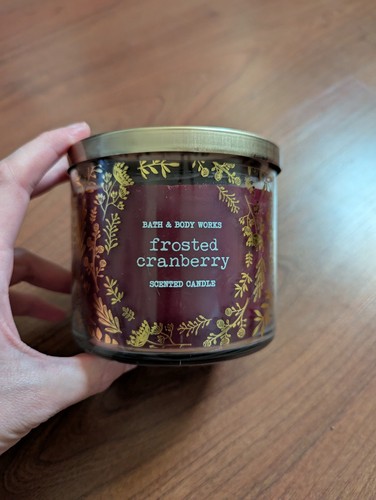 BATH & BODY WORKS
frosted
cranberry
SCENTED CANDLE